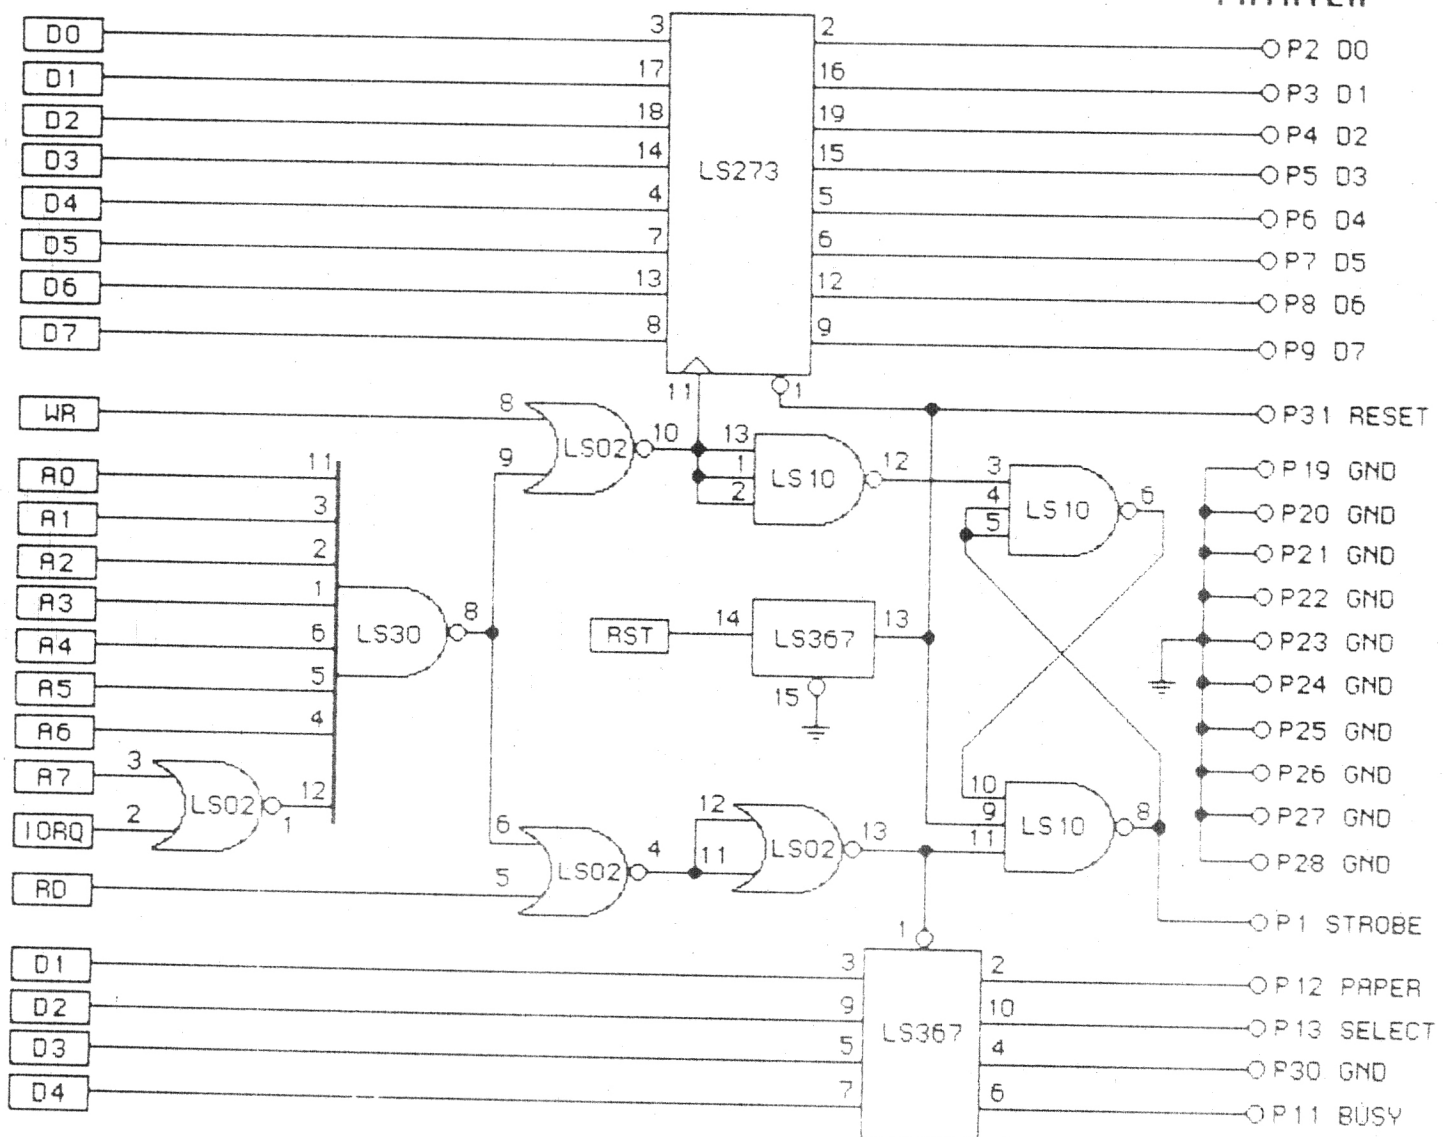 D0 3 2 P2 D0
D1 17 16 P3 D1
D2 18 19 P4 D2
D3 14 LS273 15 P5 D3
D4 4 5 P6 D4
D5 7 6 P7 D5
D6 13 12 P8 D6
D7 8 9 P9 D7
11 1
WR 8 LS02 10 13 P31 RESET
9 1 LS10 12 3 P19 GND
A0 11 2 4 LS10 6 P20 GND
A1 3 5 P21 GND
A2 2 P22 GND
A3 1
A4 6 LS30 8 RST 14 LS367 13 P23 GND
A5 5 15 P24 GND
A6 4 P25 GND
A7 3 P26 GND
IORQ 2 LS02 1 12 10 P27 GND
6 12 9 LS10 8
RD 5 LS02 4 11 LS02 13 11 P28 GND
1 P1 STROBE
D1 3 2 P12 PAPER
D2 9 LS367 10 P13 SELECT
D3 5 4 P30 GND
D4 7 6 P11 BUSY